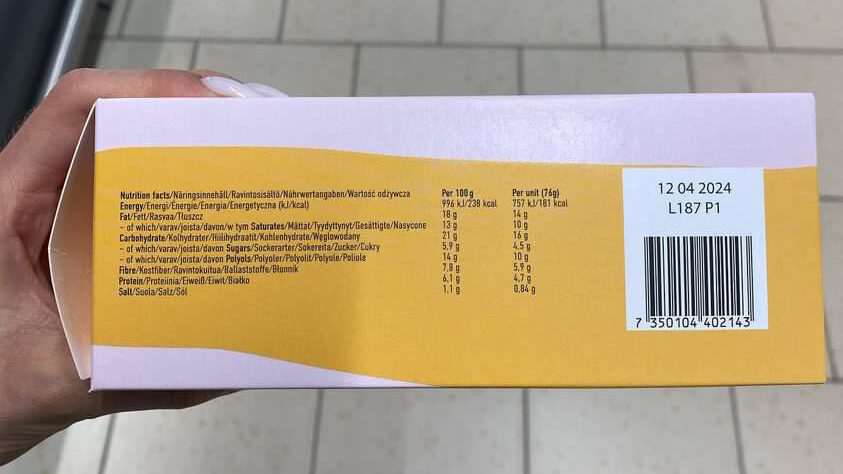 Nutrition facts/Näringsinnehåll/Ravintosisältö/Nährwertangaben/Wartość odżywcza Per 100 g Per unit (76g)
Energy/Energi/Énergie/Energia/Energetyczna (kJ/kcal) 996 kJ/238 kcal 757 kJ/181 kcal
Fat/Fett/Rasvaa/Tłuszcz 18 g 14 g
- of which/varav/joista/davon/w tym Saturates/Mättat/Tyydyttynyt/Gesättigte/Nasycone 13 g 10 g
Carbohydrate/Kolhydrater/Hiilihydraatit/Kohlenhydrate/Węglowodany 21 g 16 g
- of which/varav/joista/davon Sugars/Sockerarter/Sokereita/Zucker/Cukry 5,9 g 4,5 g
- of which/varav/joista/davon Polyols/Polyoler/Polyolit/Polyole/Poliole 14 g 10 g
Fibre/Kostfiber/Ravintokuitua/Ballaststoffe/Błonnik 7,8 g 5,9 g
Protein/Proteiinia/Eiweiß/Eiwit/Białko 6,1 g 4,7 g
Salt/Suola/Salz/Sól 1,1 g 0,84 g
12 04 2024
L187 P1
7 350104 402143